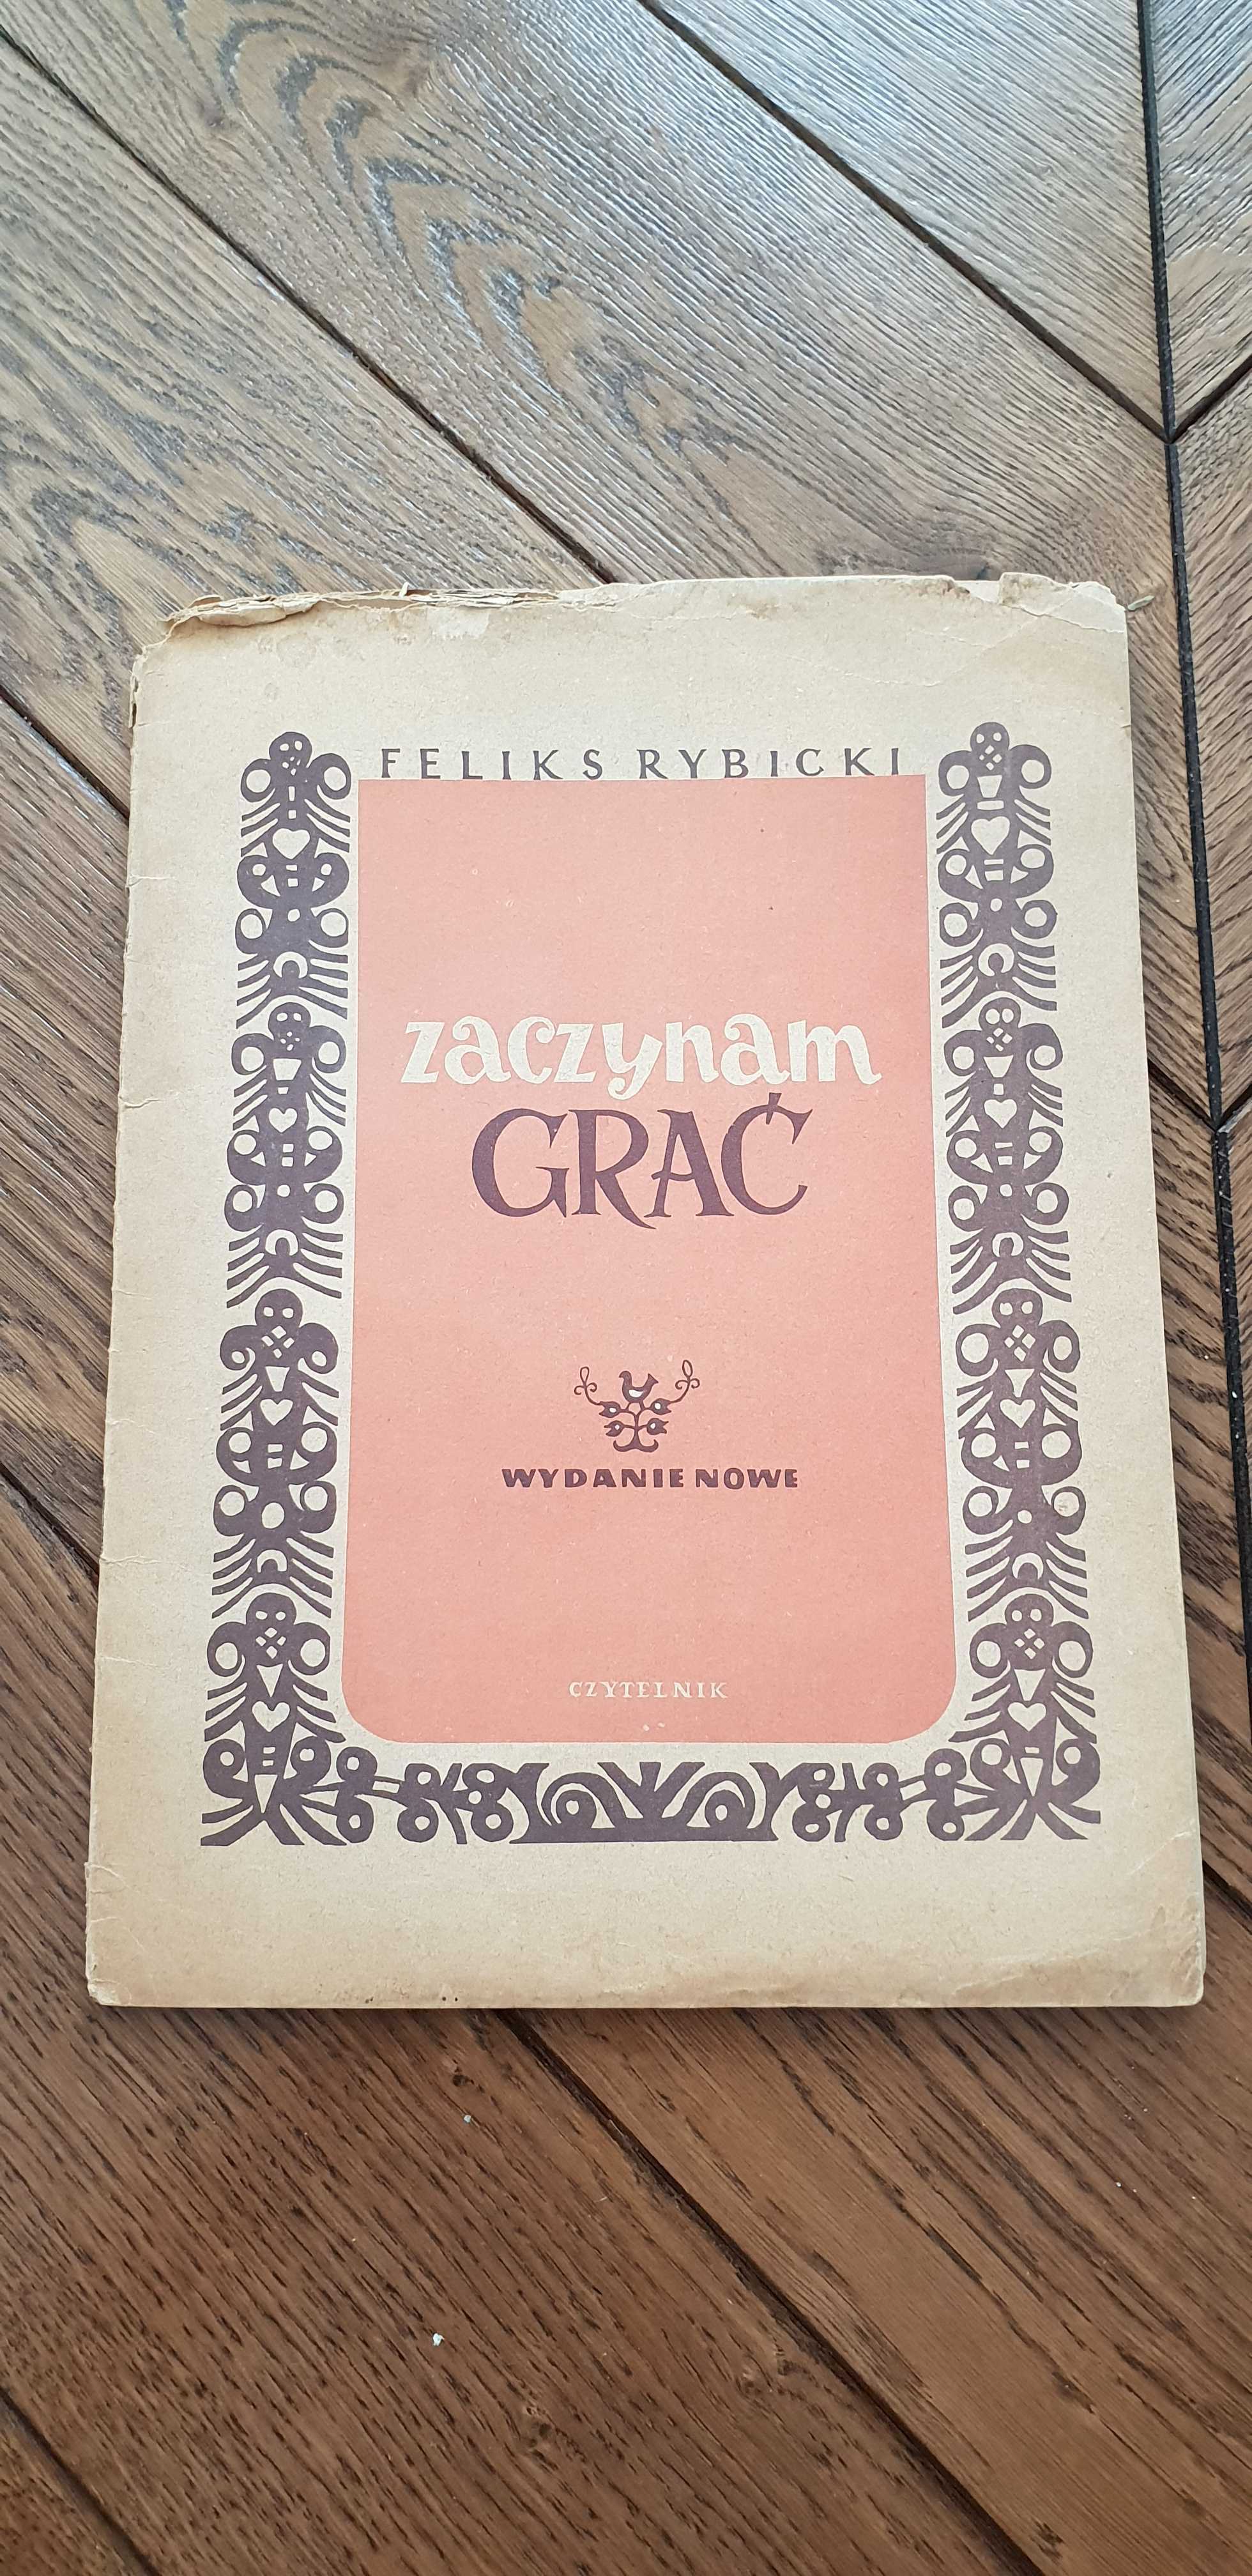 FELIKS RYBICKI
zaczynam
GRAĆ
WYDANIE NOWE
CZYTELNIK